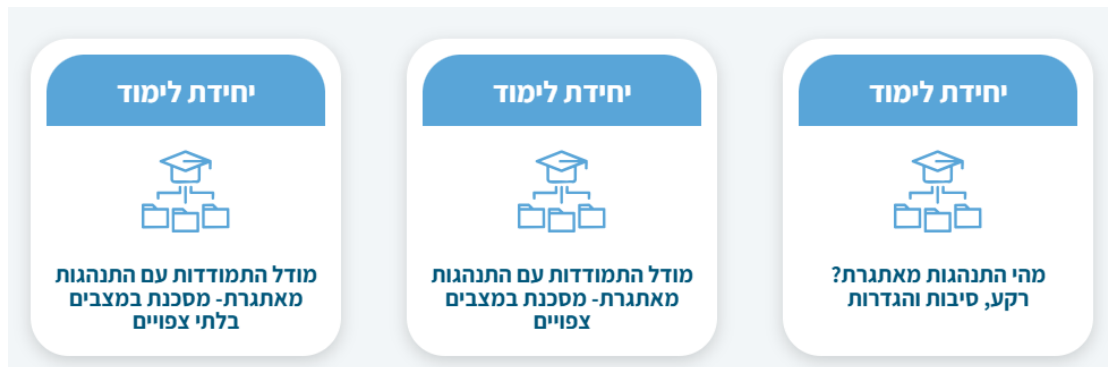 יחידת לימוד
מהי התנהגות מאתגרת?
רקע, סיבות והגדרות
יחידת לימוד
מודל התמודדות עם התנהגות
מאתגרת- מסכנת במצבים
צפויים
יחידת לימוד
מודל התמודדות עם התנהגות
מאתגרת- מסכנת במצבים
בלתי צפויים